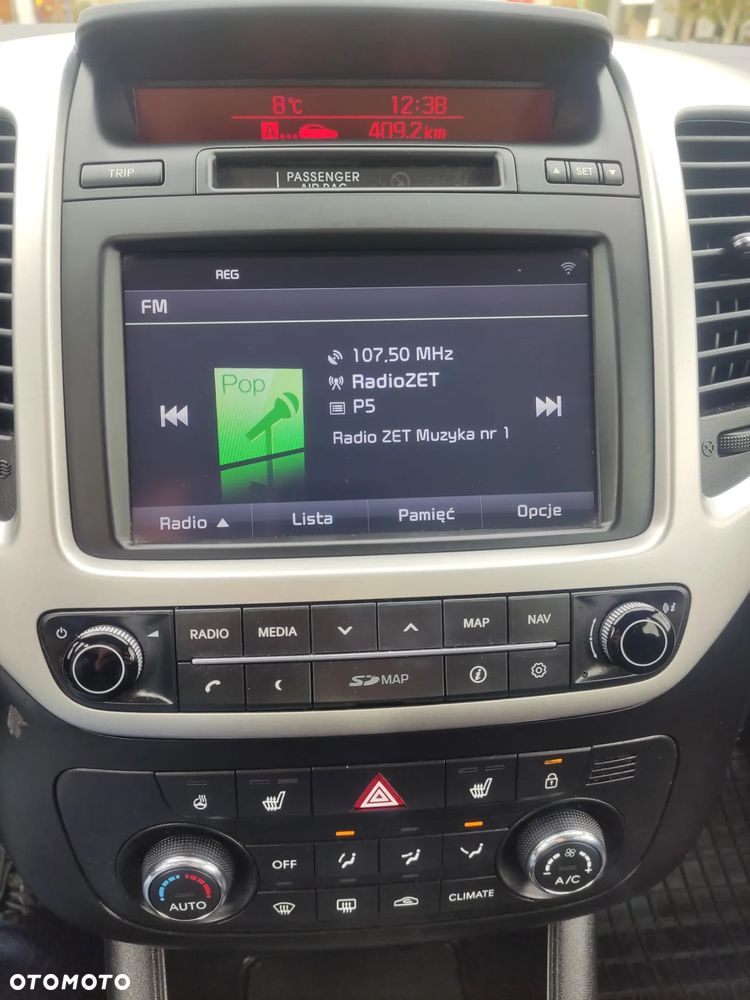 8°C 12:38
A... 409.2km
TRIP
PASSENGER
AIR BAG
SET
REG
FM
Pop
107.50 MHz
RadioZET
P5
Radio ZET Muzyka nr 1
Radio ▲ Lista Pamięć Opcje
RADIO MEDIA MAP NAV
SD MAP
OFF
AUTO
A/C
CLIMATE
OTOMOTO